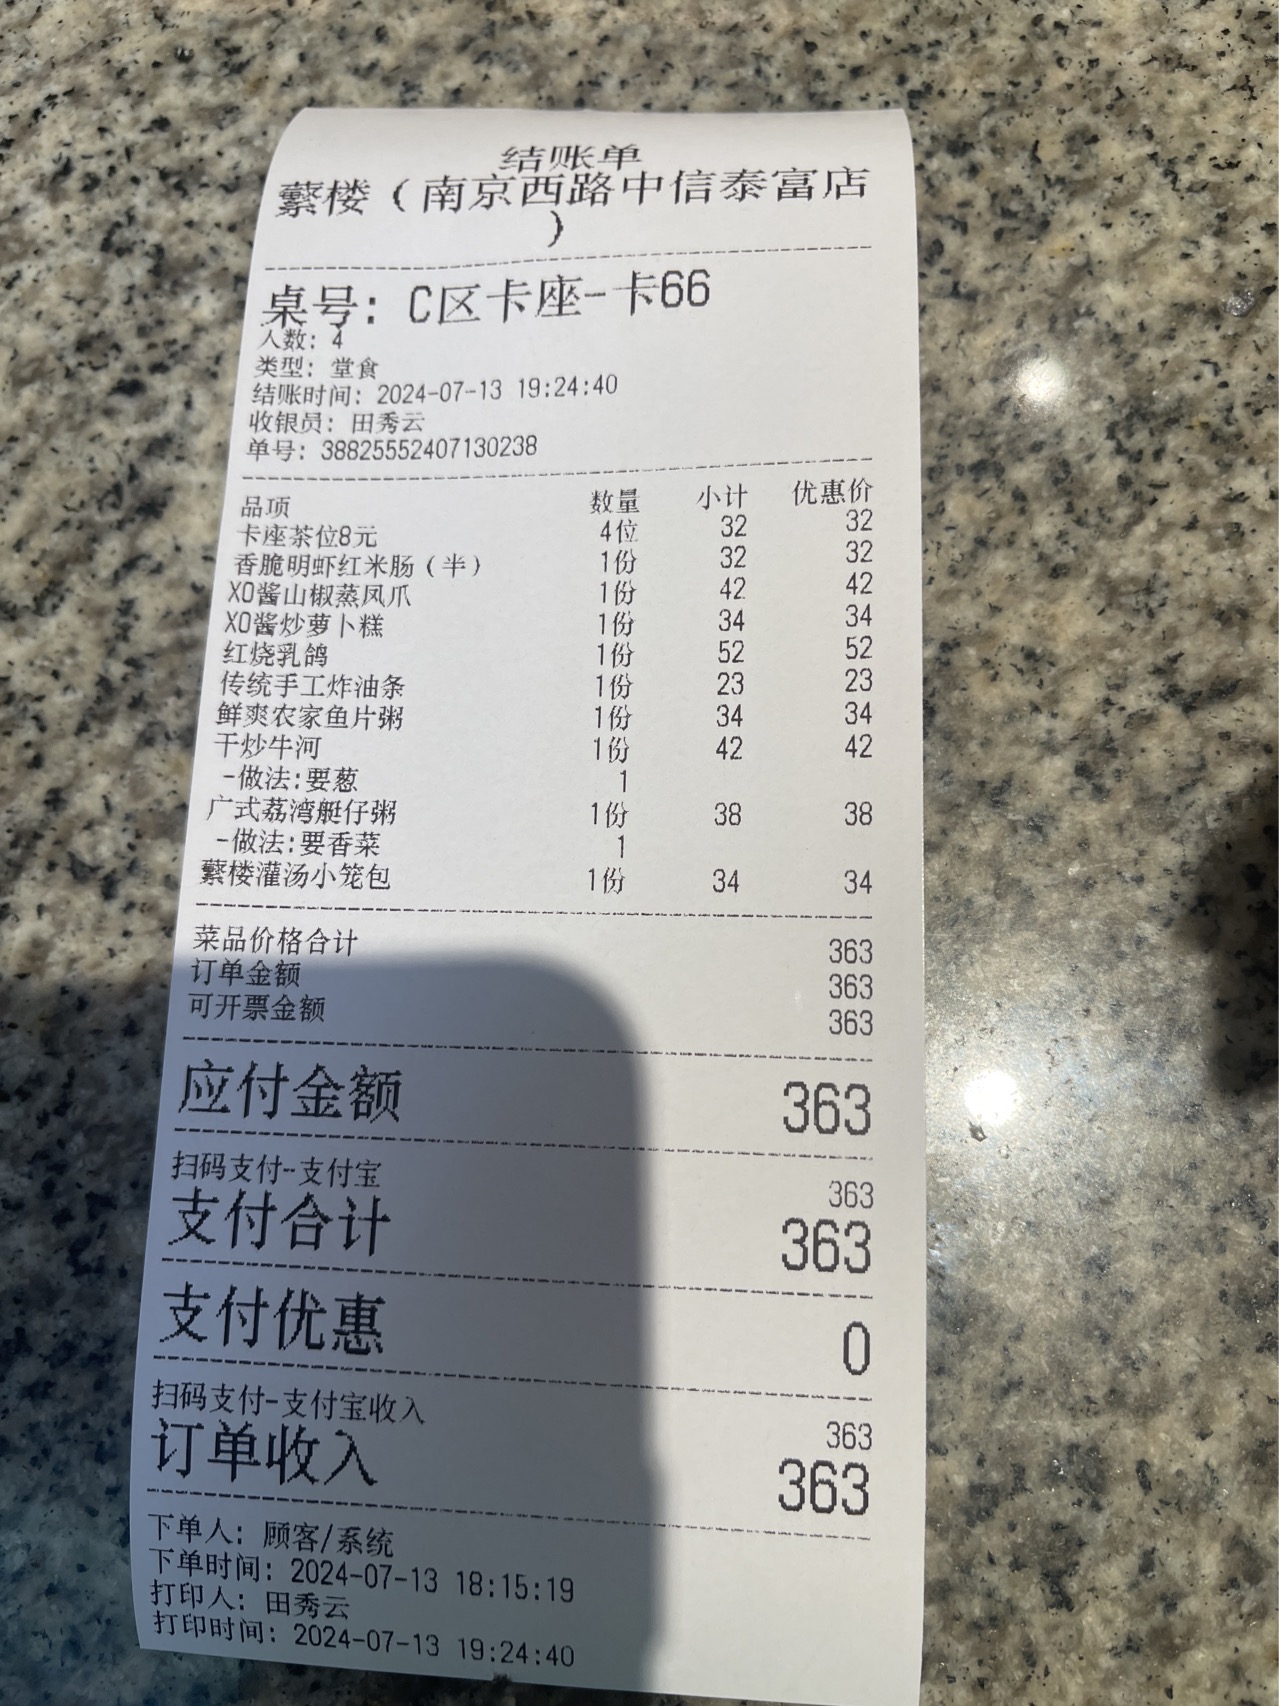 结账单
蘩楼（南京西路中信泰富店
）
桌号：C区卡座-卡66
人数：4
类型：堂食
结账时间：2024-07-13 19:24:40
收银员：田秀云
单号：38825552407130238
品项 数量 小计 优惠价
卡座茶位8元 4位 32 32
香脆明虾红米肠（半） 1份 32 32
XO酱山椒蒸凤爪 1份 42 42
XO酱炒萝卜糕 1份 34 34
红烧乳鸽 1份 52 52
传统手工炸油条 1份 23 23
鲜爽农家鱼片粥 1份 34 34
干炒牛河 1份 42 42
-做法:要葱 1
广式荔湾艇仔粥 1份 38 38
-做法:要香菜 1
蘩楼灌汤小笼包 1份 34 34
菜品价格合计 363
订单金额 363
可开票金额 363
应付金额 363
扫码支付-支付宝 363
支付合计 363
支付优惠 0
扫码支付-支付宝收入 363
订单收入 363
下单人：顾客/系统
下单时间：2024-07-13 18:15:19
打印人：田秀云
打印时间：2024-07-13 19:24:40